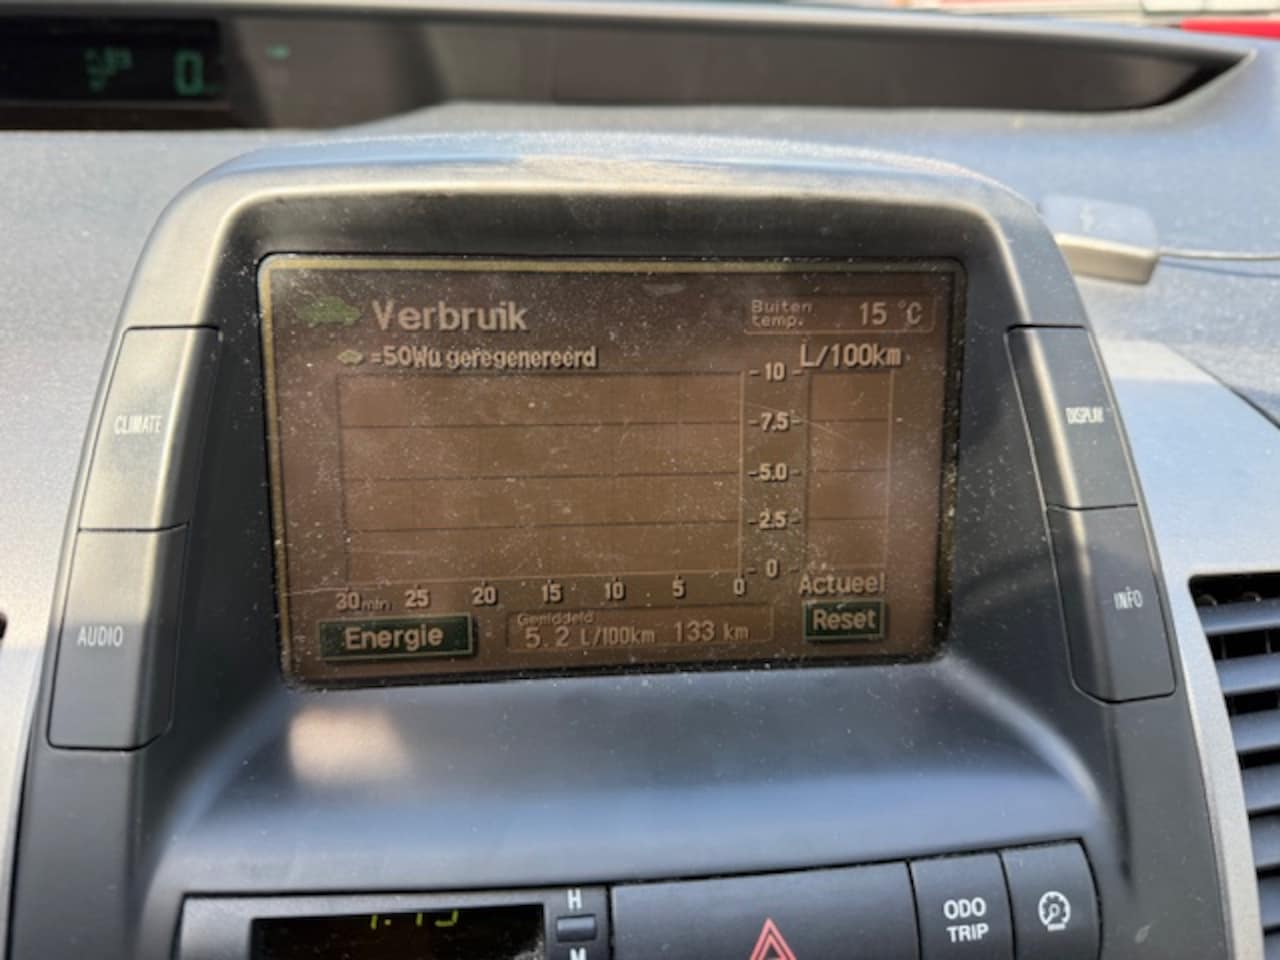 0
Verbruik
Buiten temp. 15 °C
=50Wu geregenereerd
L/100km
10
7.5
5.0
2.5
0
30min 25 20 15 10 5 0
Actueel
Energie
Gemiddeld
5.2 L/100km 133 km
Reset
CLIMATE
AUDIO
DISPLAY
INFO
H
M
ODO
TRIP